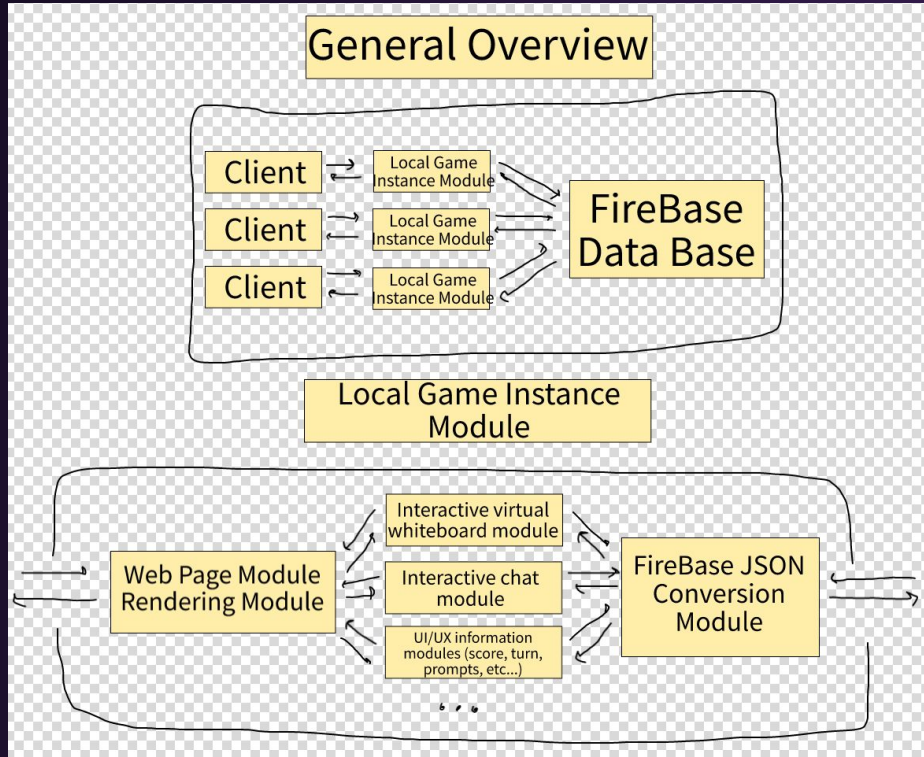 General Overview
Client
Local Game
Instance Module
Client
Local Game
Instance Module
Client
Local Game
Instance Module
FireBase
Data Base
Local Game Instance
Module
Web Page Module
Rendering Module
Interactive virtual
whiteboard module
Interactive chat
module
UI/UX information
modules (score, turn,
prompts, etc...)
...
FireBase JSON
Conversion
Module